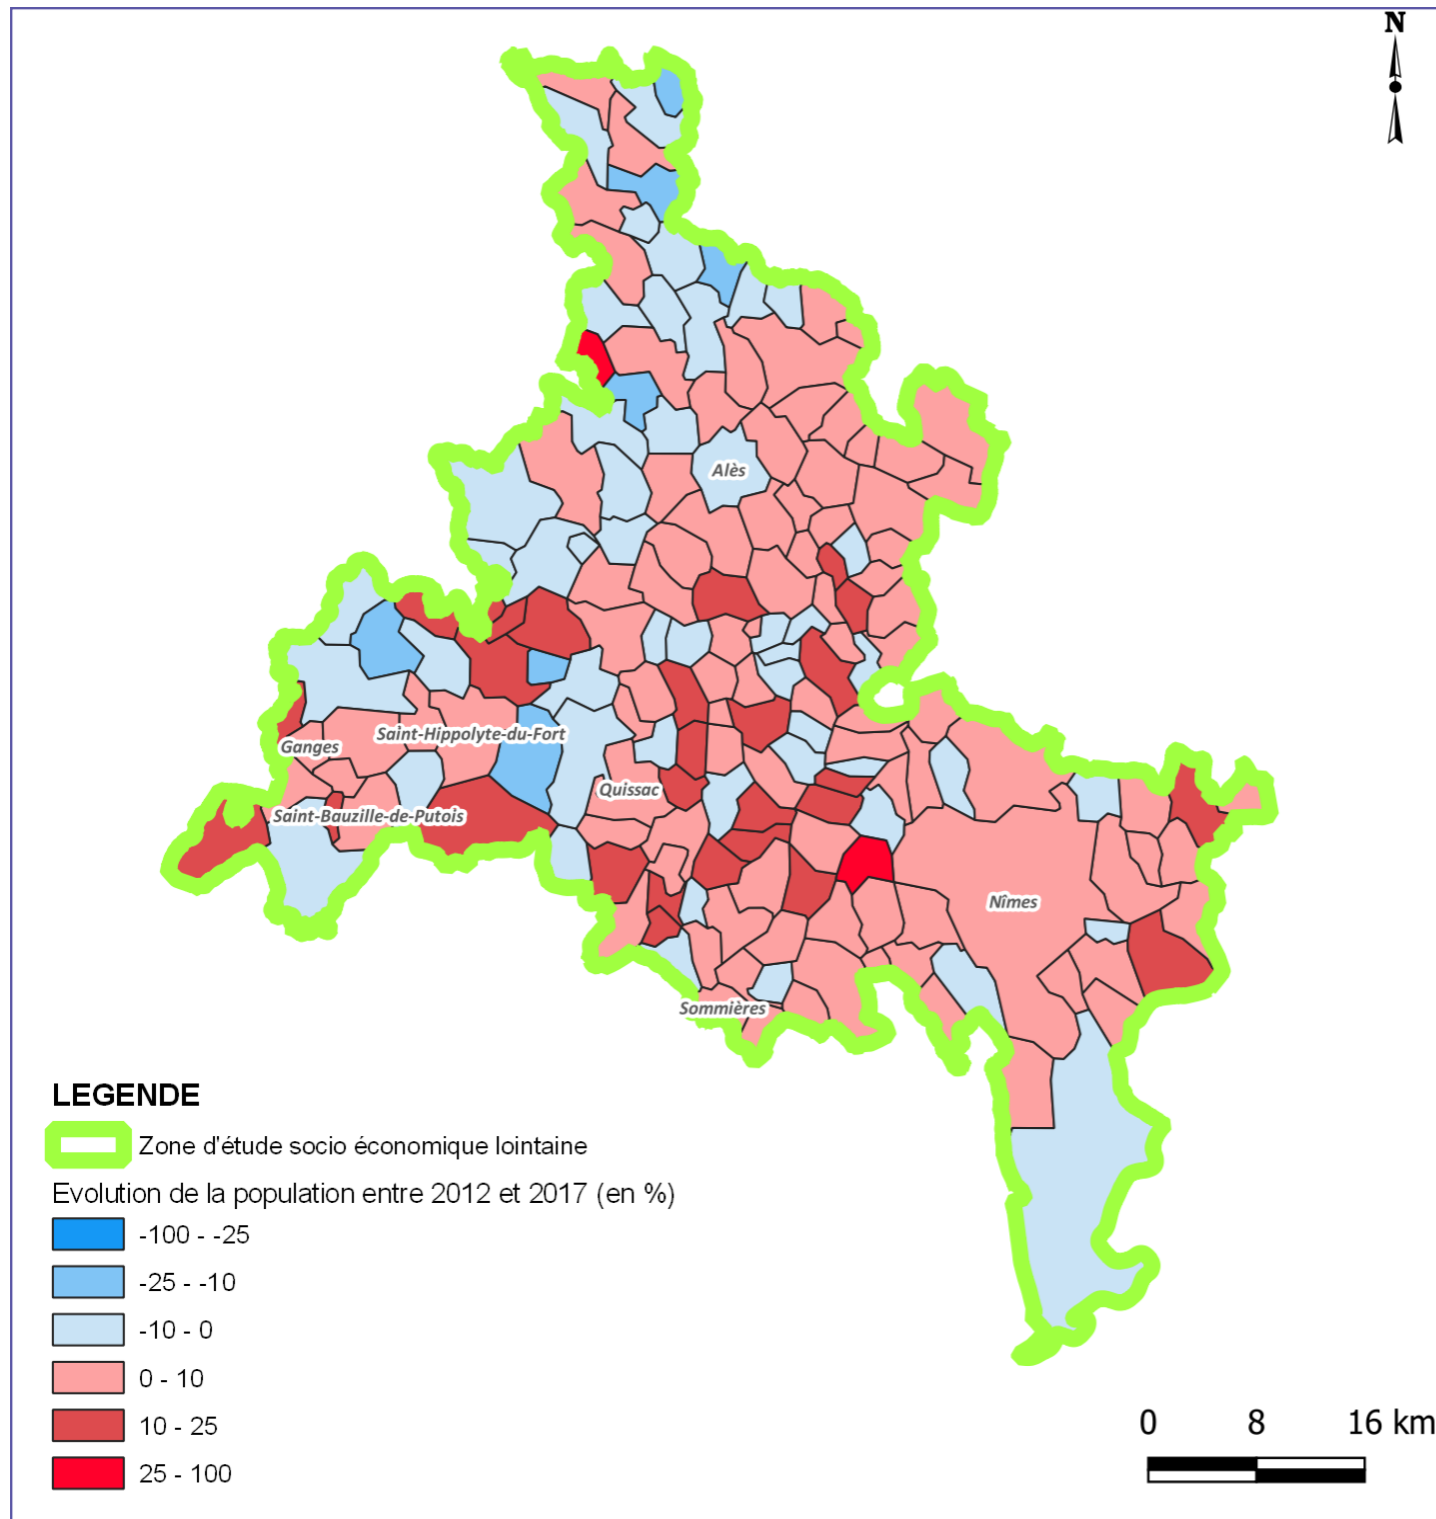 N
Alès
Saint-Hippolyte-du-Fort
Ganges
Quissac
Saint-Bauzille-de-Putois
Nîmes
Sommières
LEGENDE
Zone d'étude socio économique lointaine
Evolution de la population entre 2012 et 2017 (en %)
-100 - -25
-25 - -10
-10 - 0
0 - 10
10 - 25
25 - 100
0 8 16 km